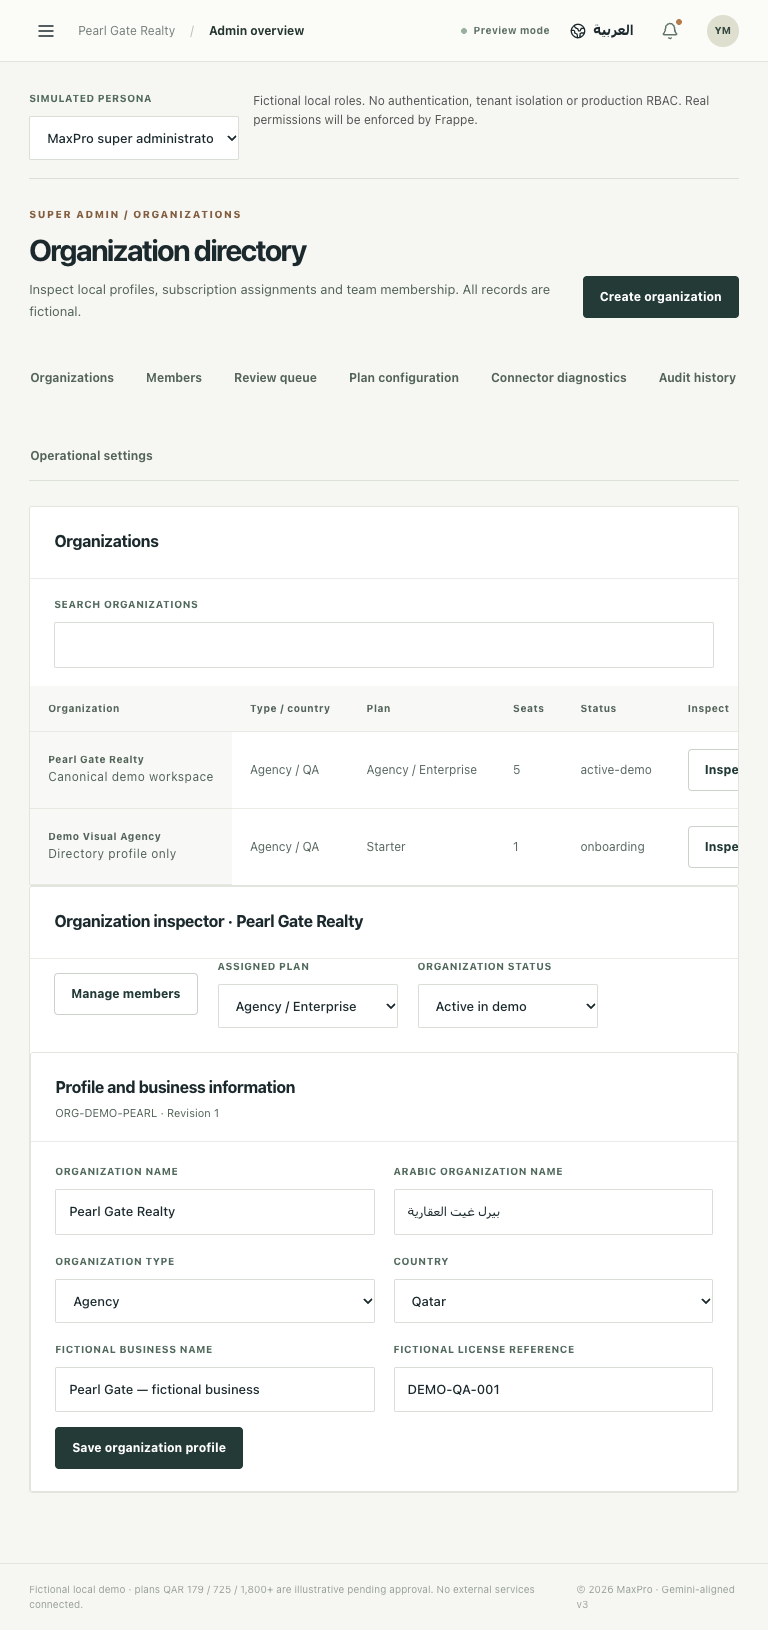 Pearl Gate Realty / Admin overview
Preview mode
العربية
YM
SIMULATED PERSONA
MaxPro super administrato
Fictional local roles. No authentication, tenant isolation or production RBAC. Real
permissions will be enforced by Frappe.
SUPER ADMIN / ORGANIZATIONS
Organization directory
Inspect local profiles, subscription assignments and team membership. All records are
fictional.
Create organization
Organizations Members Review queue Plan configuration Connector diagnostics Audit history
Operational settings
Organizations
SEARCH ORGANIZATIONS
Organization Type / country Plan Seats Status Inspect
Pearl Gate Realty
Canonical demo workspace
Agency / QA Agency / Enterprise 5 active-demo Inspe
Demo Visual Agency
Directory profile only
Agency / QA Starter 1 onboarding Inspe
Organization inspector · Pearl Gate Realty
Manage members
ASSIGNED PLAN
Agency / Enterprise
ORGANIZATION STATUS
Active in demo
Profile and business information
ORG-DEMO-PEARL · Revision 1
ORGANIZATION NAME
Pearl Gate Realty
ARABIC ORGANIZATION NAME
بيرل غيت العقارية
ORGANIZATION TYPE
Agency
COUNTRY
Qatar
FICTIONAL BUSINESS NAME
Pearl Gate — fictional business
FICTIONAL LICENSE REFERENCE
DEMO-QA-001
Save organization profile
Fictional local demo · plans QAR 179 / 725 / 1,800+ are illustrative pending approval. No external services
connected.
© 2026 MaxPro · Gemini-aligned
v3